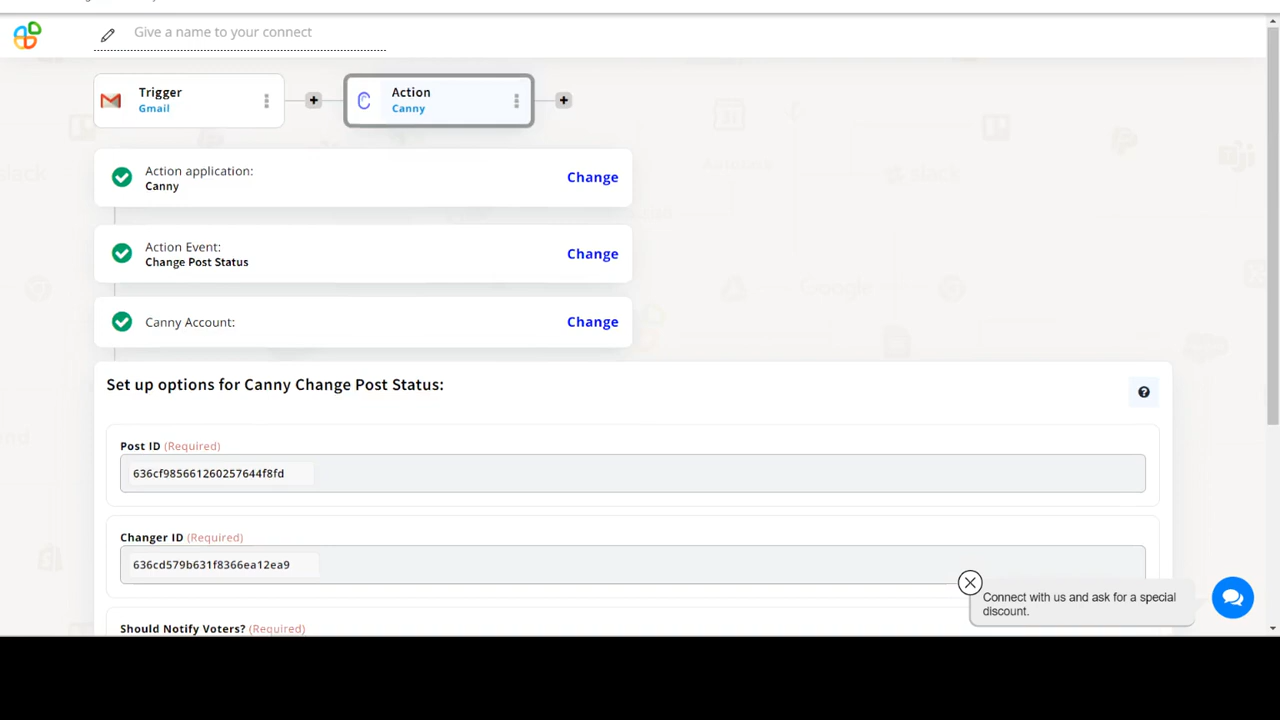 Give a name to your connect
Trigger
Gmail
Action
Canny
Action application:
Canny
Change
Action Event:
Change Post Status
Change
Canny Account:
Change
Set up options for Canny Change Post Status:
Post ID (Required)
636cf985661260257644f8fd
Changer ID (Required)
636cd579b631f8366ea12ea9
Connect with us and ask for a special
discount.
Should Notify Voters? (Required)